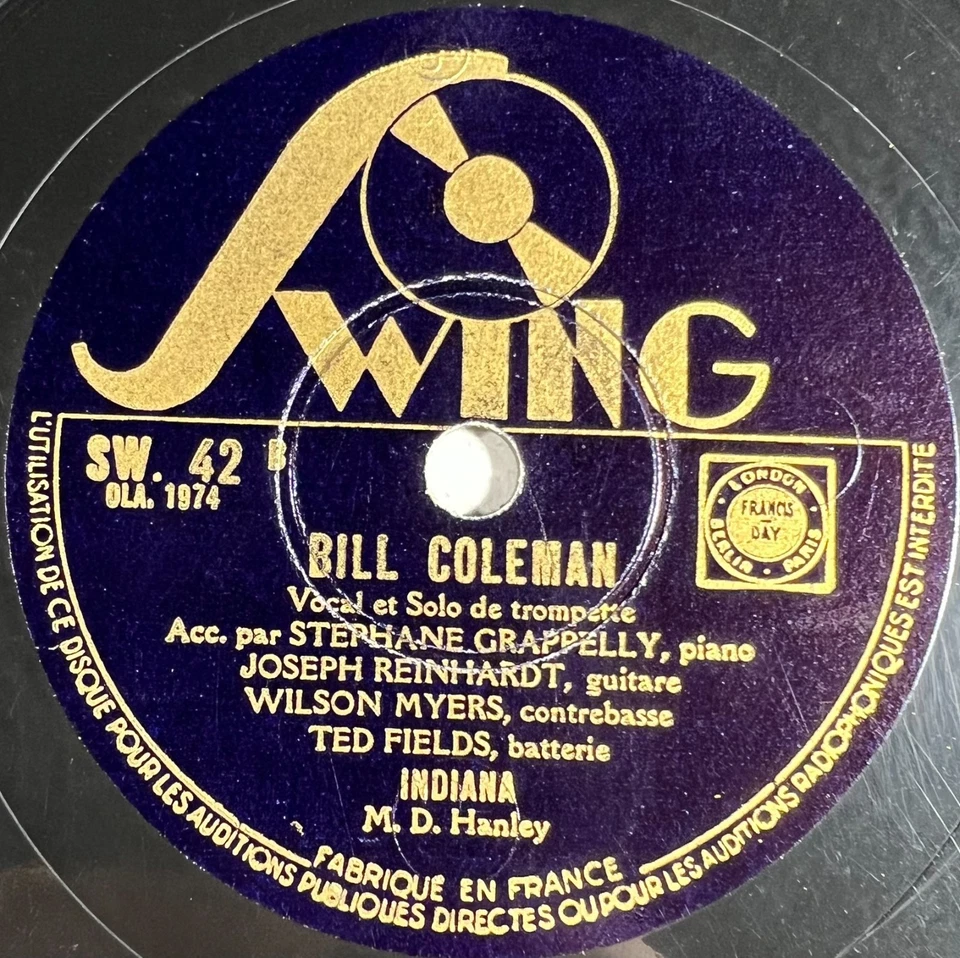 SWING
SW. 42 B
OLA. 1974
LONDON
FRANCIS-DAY
BERLIN - PARIS
BILL COLEMAN
Vocal et Solo de trompette
Acc. par STEPHANE GRAPPELLY, piano
JOSEPH REINHARDT, guitare
WILSON MYERS, contrebasse
TED FIELDS, batterie
INDIANA
M. D. Hanley
FABRIQUÉ EN FRANCE
L'UTILISATION DE CE DISQUE POUR LES AUDITIONS PUBLIQUES DIRECTES OU POUR LES AUDITIONS RADIOPHONIQUES EST INTERDITE